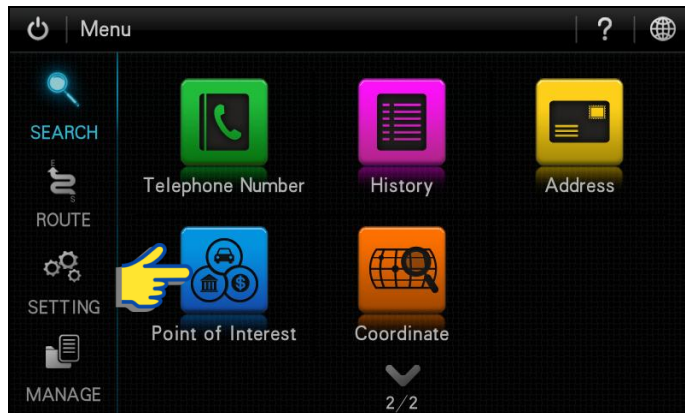 Menu
?
SEARCH
Telephone Number
History
Address
ROUTE
SETTING
Point of Interest
Coordinate
MANAGE
2/2